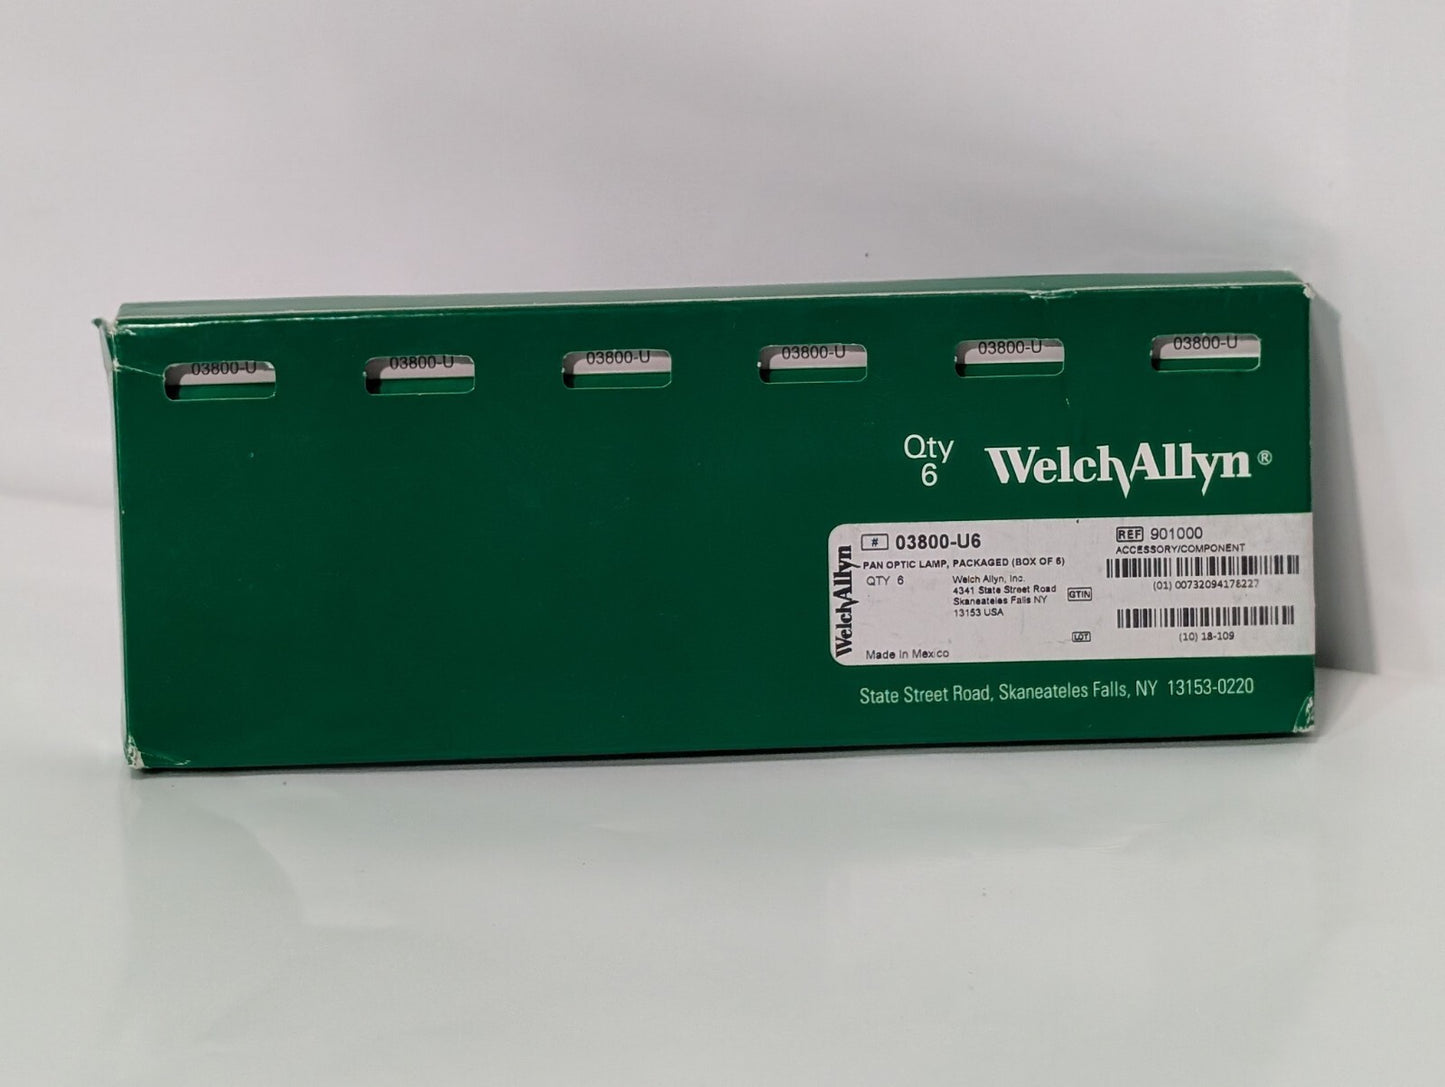 03800-U 03800-U 03800-U 03800-U 03800-U 03800-U
Qty
6
WelchAllyn®
WelchAllyn
# 03800-U6
PAN OPTIC LAMP, PACKAGED (BOX OF 6)
QTY 6
Welch Allyn, Inc.
4341 State Street Road
Skaneateles Falls NY
13153 USA
Made in Mexico
REF 901000
ACCESSORY/COMPONENT
GTIN
(01) 00732094178227
LOT
(10) 18-109
State Street Road, Skaneateles Falls, NY 13153-0220